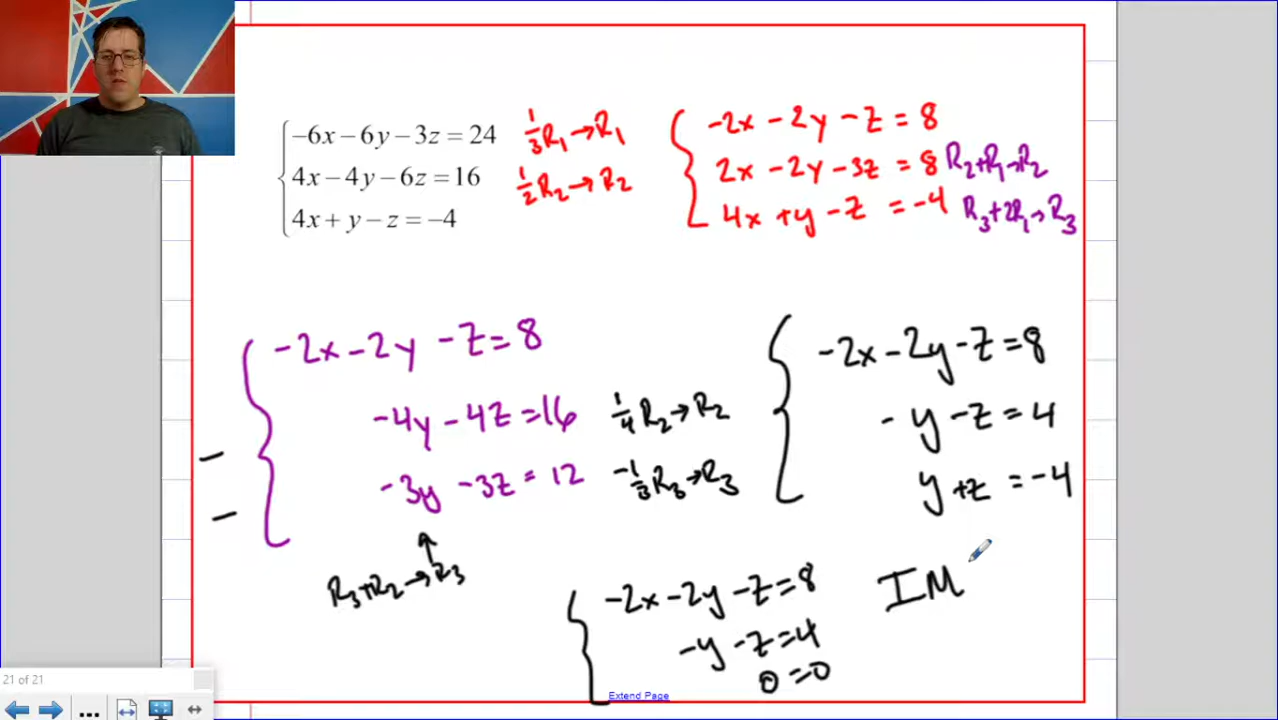 −6x − 6y − 3z = 24
4x − 4y − 6z = 16
4x + y − z = −4
1/3 R₁ → R₁
1/2 R₂ → R₂
-2x - 2y - z = 8
2x - 2y - 3z = 8 R₂+R₁→R₂
4x + y - z = -4 R₃+2R₁→R₃
-2x - 2y - z = 8
-4y - 4z = 16 1/4 R₂→R₂
-3y - 3z = 12 -1/3 R₃→R₃
R₃+R₂→R₃
-2x - 2y - z = 8
-y - z = 4
y + z = -4
-2x - 2y - z = 8
-y - z = 4
0 = 0
IM
21 of 21
Extend Page